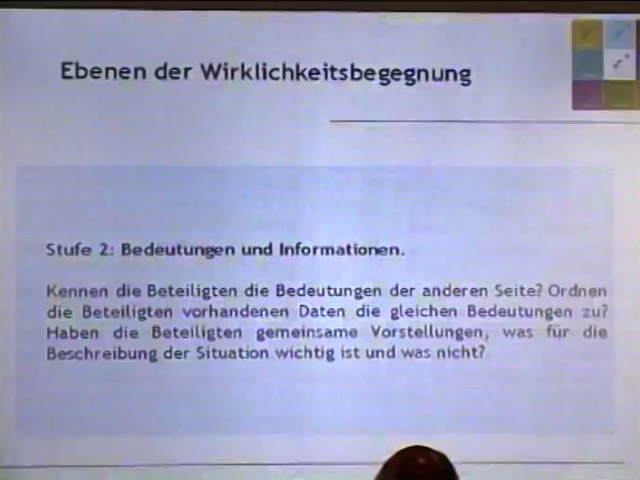 Ebenen der Wirklichkeitsbegegnung
Stufe 2: Bedeutungen und Informationen.
Kennen die Beteiligten die Bedeutungen der anderen Seite? Ordnen
die Beteiligten vorhandenen Daten die gleichen Bedeutungen zu?
Haben die Beteiligten gemeinsame Vorstellungen, was für die
Beschreibung der Situation wichtig ist und was nicht?